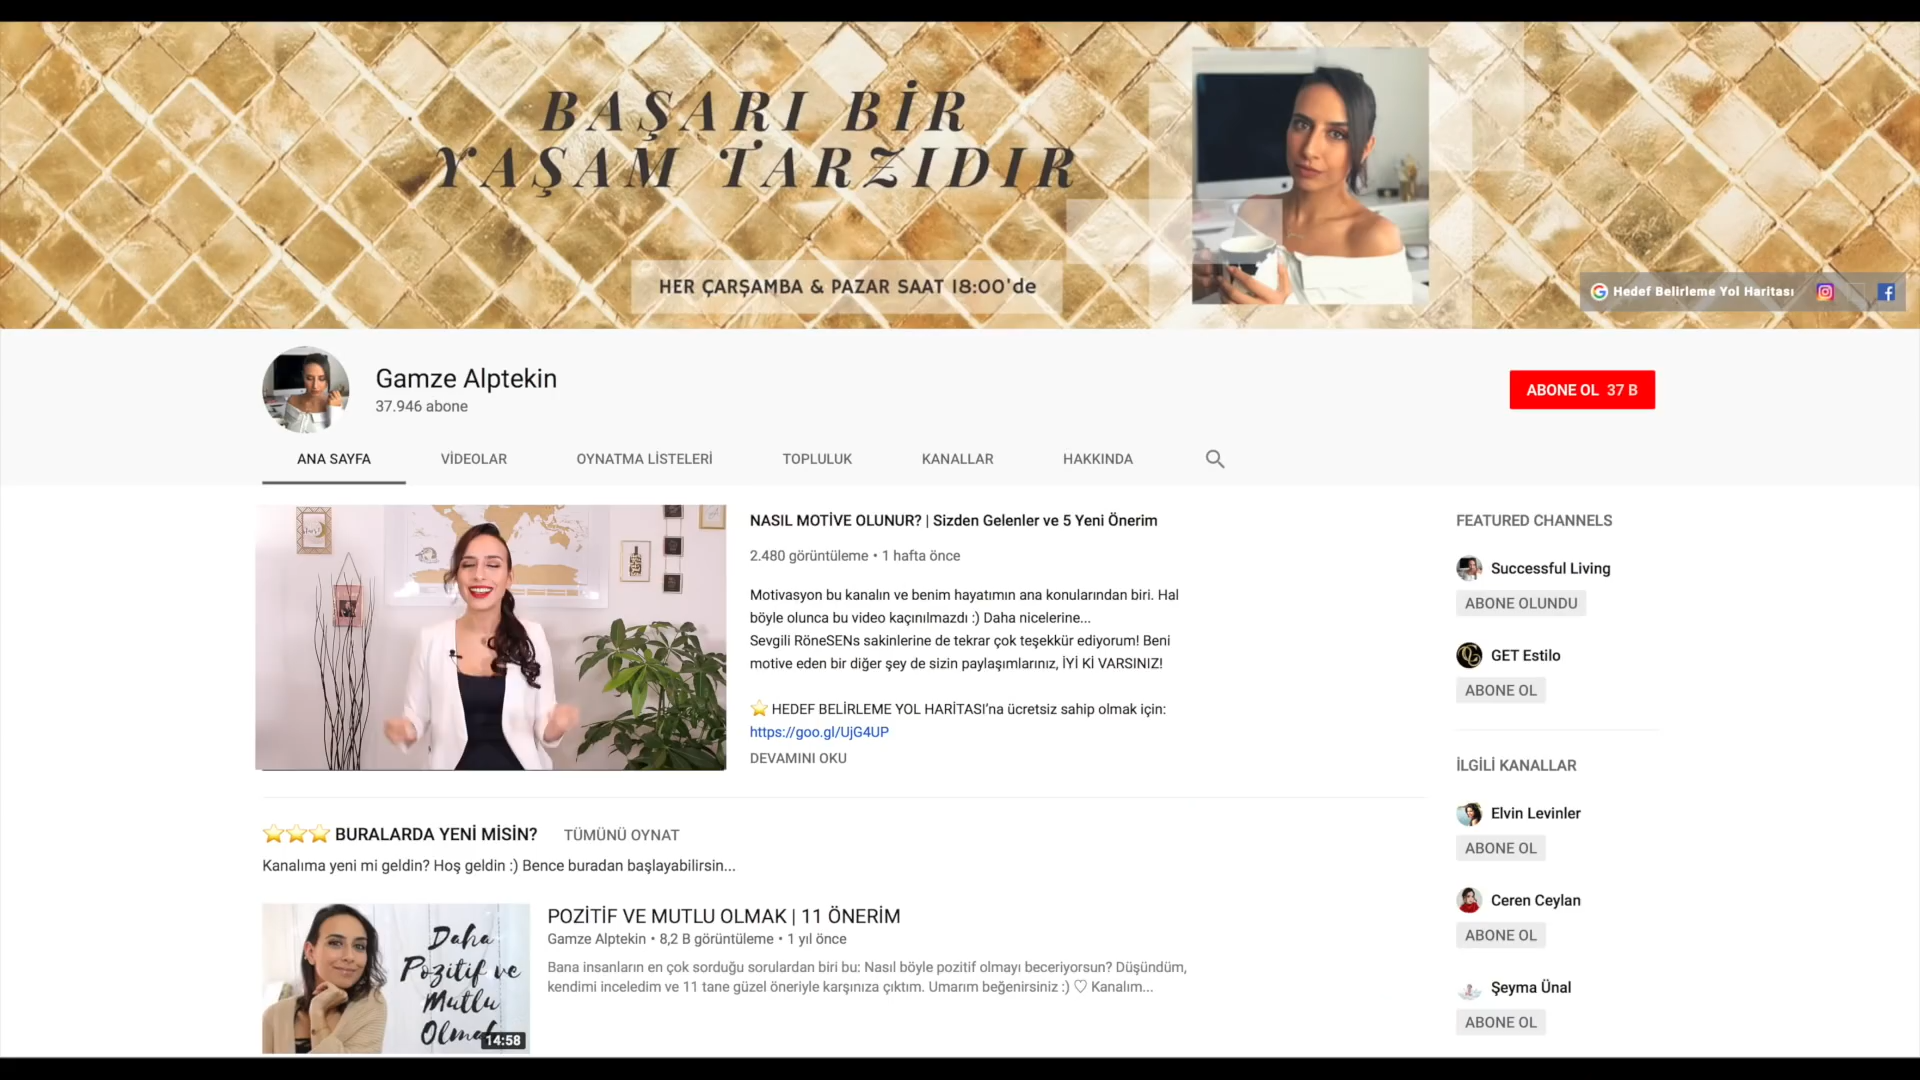 BAŞARI BİR
YAŞAM TARZIDIR
HER ÇARŞAMBA & PAZAR SAAT 18:00'de
Hedef Belirleme Yol Haritası
Gamze Alptekin
37.946 abone
ABONE OL 37 B
ANA SAYFA VİDEOLAR OYNATMA LİSTELERİ TOPLULUK KANALLAR HAKKINDA
NASIL MOTİVE OLUNUR? | Sizden Gelenler ve 5 Yeni Önerim
2.480 görüntüleme • 1 hafta önce
Motivasyon bu kanalın ve benim hayatımın ana konularından biri. Hal
böyle olunca bu video kaçınılmazdı :) Daha nicelerine...
Sevgili RöneSENs sakinlerine de tekrar çok teşekkür ediyorum! Beni
motive eden bir diğer şey de sizin paylaşımlarınız, İYİ Kİ VARSINIZ!
⭐ HEDEF BELİRLEME YOL HARİTASI'na ücretsiz sahip olmak için:
https://goo.gl/UjG4UP
DEVAMINI OKU
FEATURED CHANNELS
Successful Living
ABONE OLUNDU
GET Estilo
ABONE OL
İLGİLİ KANALLAR
Elvin Levinler
ABONE OL
Ceren Ceylan
ABONE OL
Şeyma Ünal
ABONE OL
⭐⭐⭐ BURALARDA YENİ MİSİN? TÜMÜNÜ OYNAT
Kanalıma yeni mi geldin? Hoş geldin :) Bence buradan başlayabilirsin...
Daha
Pozitif ve
Mutlu
14:58
POZİTİF VE MUTLU OLMAK | 11 ÖNERİM
Gamze Alptekin • 8,2 B görüntüleme • 1 yıl önce
Bana insanların en çok sorduğu sorulardan biri bu: Nasıl böyle pozitif olmayı beceriyorsun? Düşündüm,
kendimi inceledim ve 11 tane güzel öneriyle karşınıza çıktım. Umarım beğenirsiniz :) ♡ Kanalım...